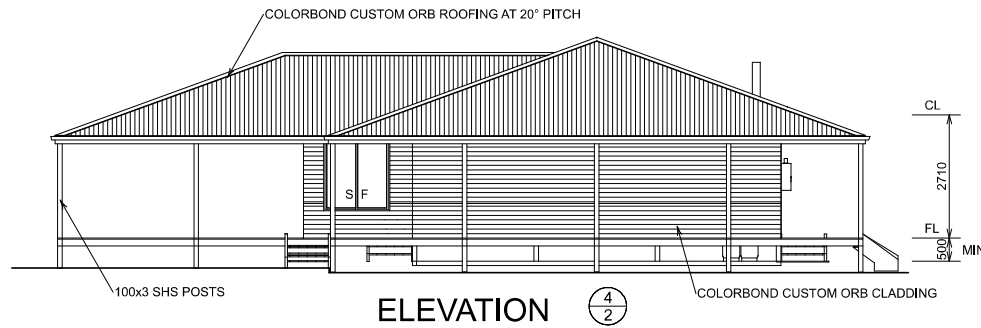 COLORBOND CUSTOM ORB ROOFING AT 20° PITCH
CL
2710
S F
FL
500
MIN
100x3 SHS POSTS
COLORBOND CUSTOM ORB CLADDING
ELEVATION
4
2